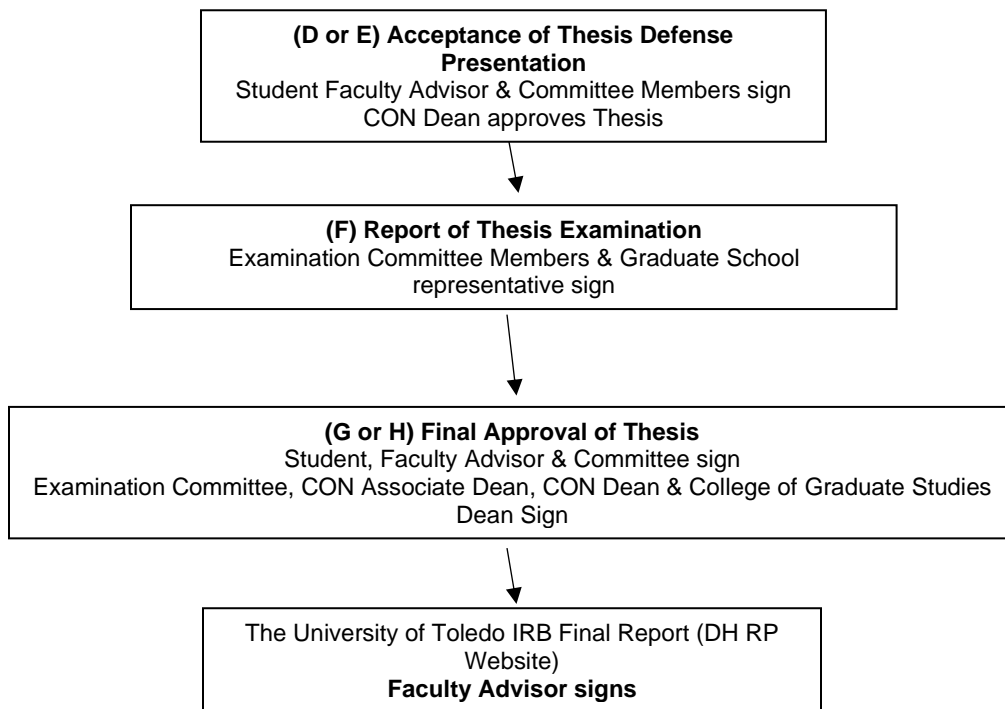 (D or E) Acceptance of Thesis Defense
Presentation
Student Faculty Advisor & Committee Members sign
CON Dean approves Thesis
(F) Report of Thesis Examination
Examination Committee Members & Graduate School
representative sign
(G or H) Final Approval of Thesis
Student, Faculty Advisor & Committee sign
Examination Committee, CON Associate Dean, CON Dean & College of Graduate Studies
Dean Sign
The University of Toledo IRB Final Report (DH RP
Website)
Faculty Advisor signs